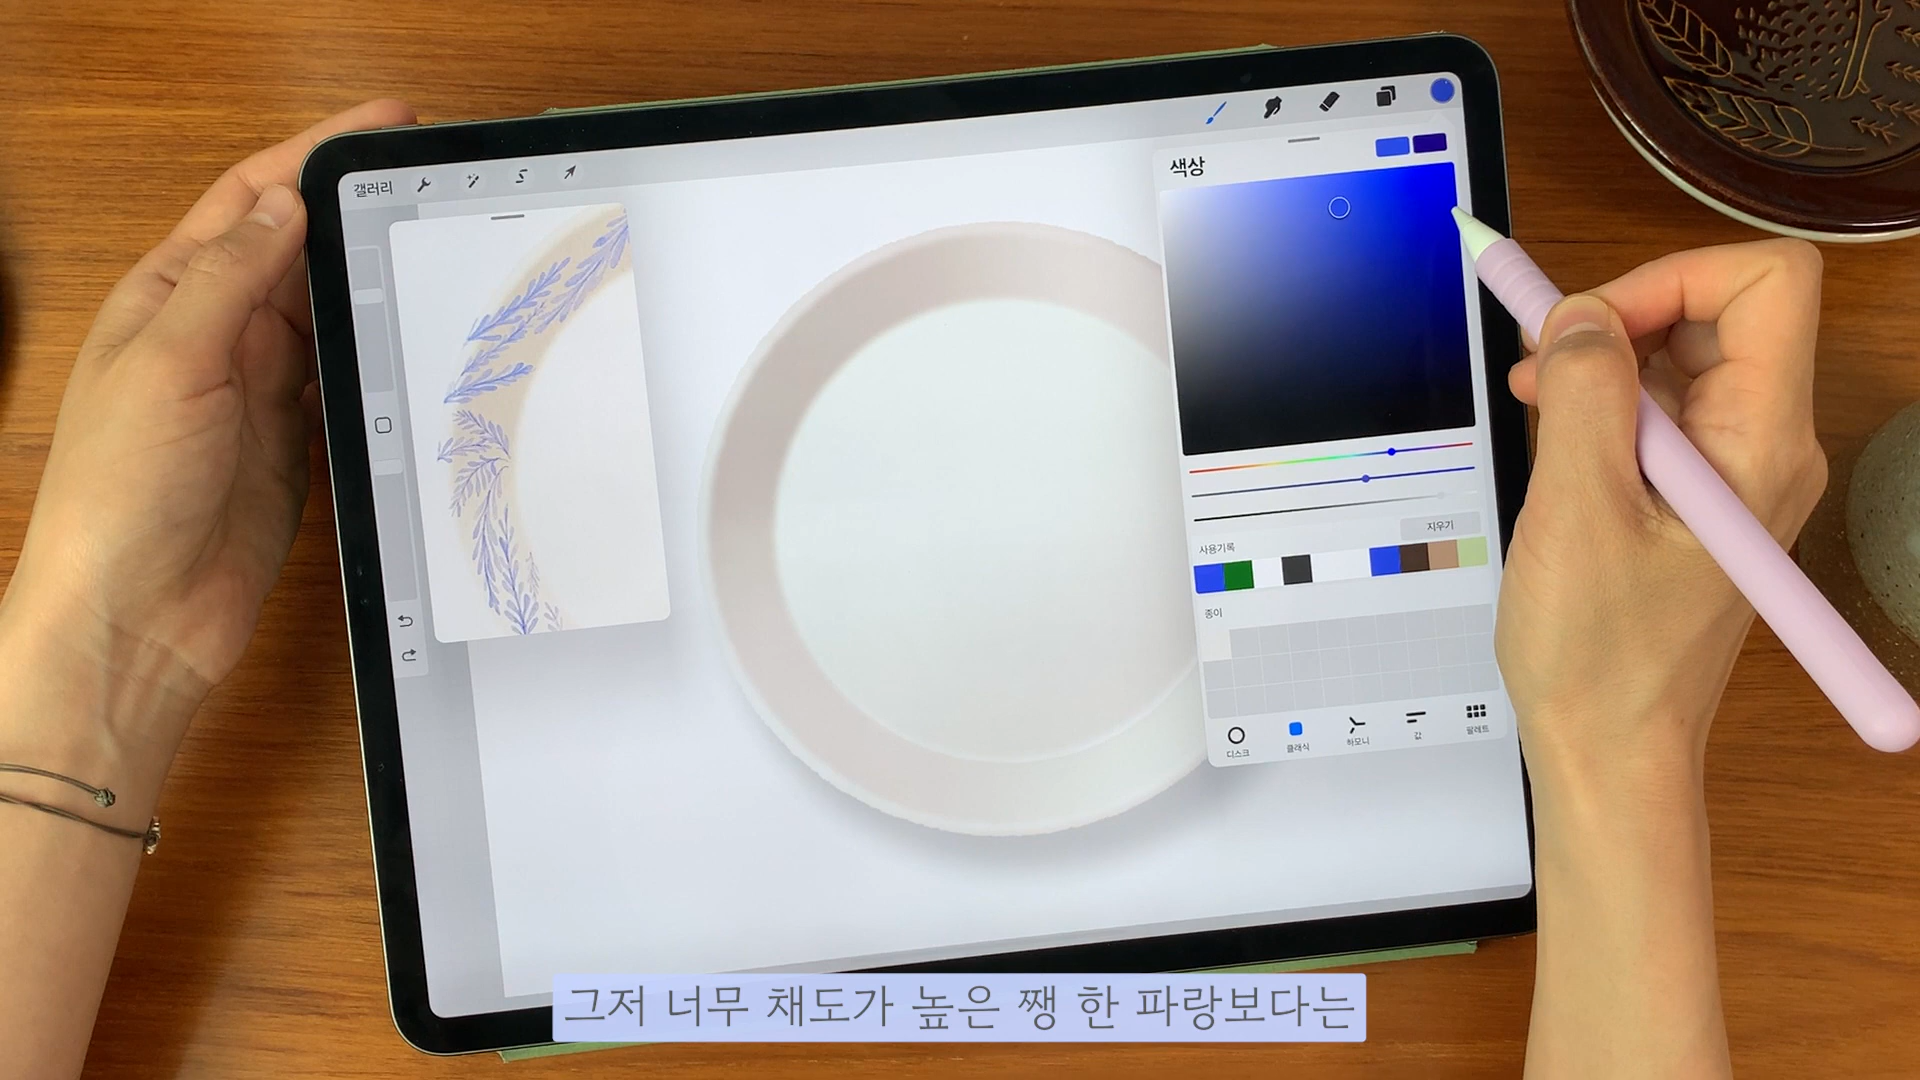 갤러리
색상
지우기
사용기록
종이
디스크
클래식
하모니
값
팔레트
그저 너무 채도가 높은 쨍 한 파랑보다는